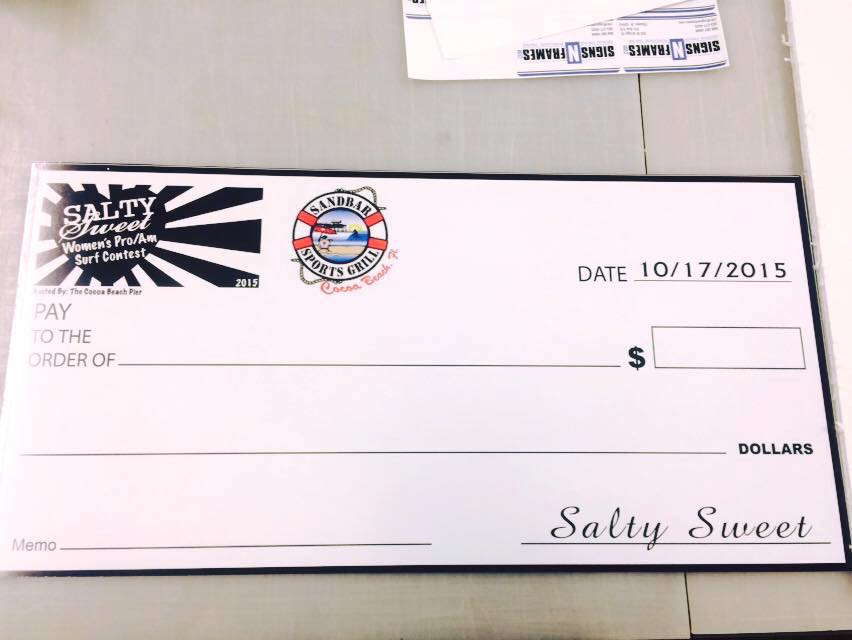 SIGNS N FRAMES SIGNS N FRAMES
SALTY
Sweet
Women's Pro/Am
Surf Contest
2015
Hosted By: The Cocoa Beach Pier
SANDBAR
SPORTS GRILL
Cocoa Beach, Fl
DATE 10/17/2015
PAY
TO THE
ORDER OF
$
DOLLARS
Salty Sweet
Memo